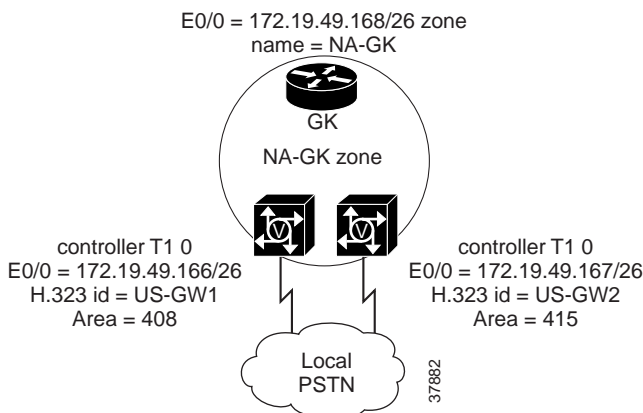 E0/0 = 172.19.49.168/26 zone
name = NA-GK
GK
NA-GK zone
V
V
controller T1 0
E0/0 = 172.19.49.166/26
H.323 id = US-GW1
Area = 408
controller T1 0
E0/0 = 172.19.49.167/26
H.323 id = US-GW2
Area = 415
Local
PSTN
37882